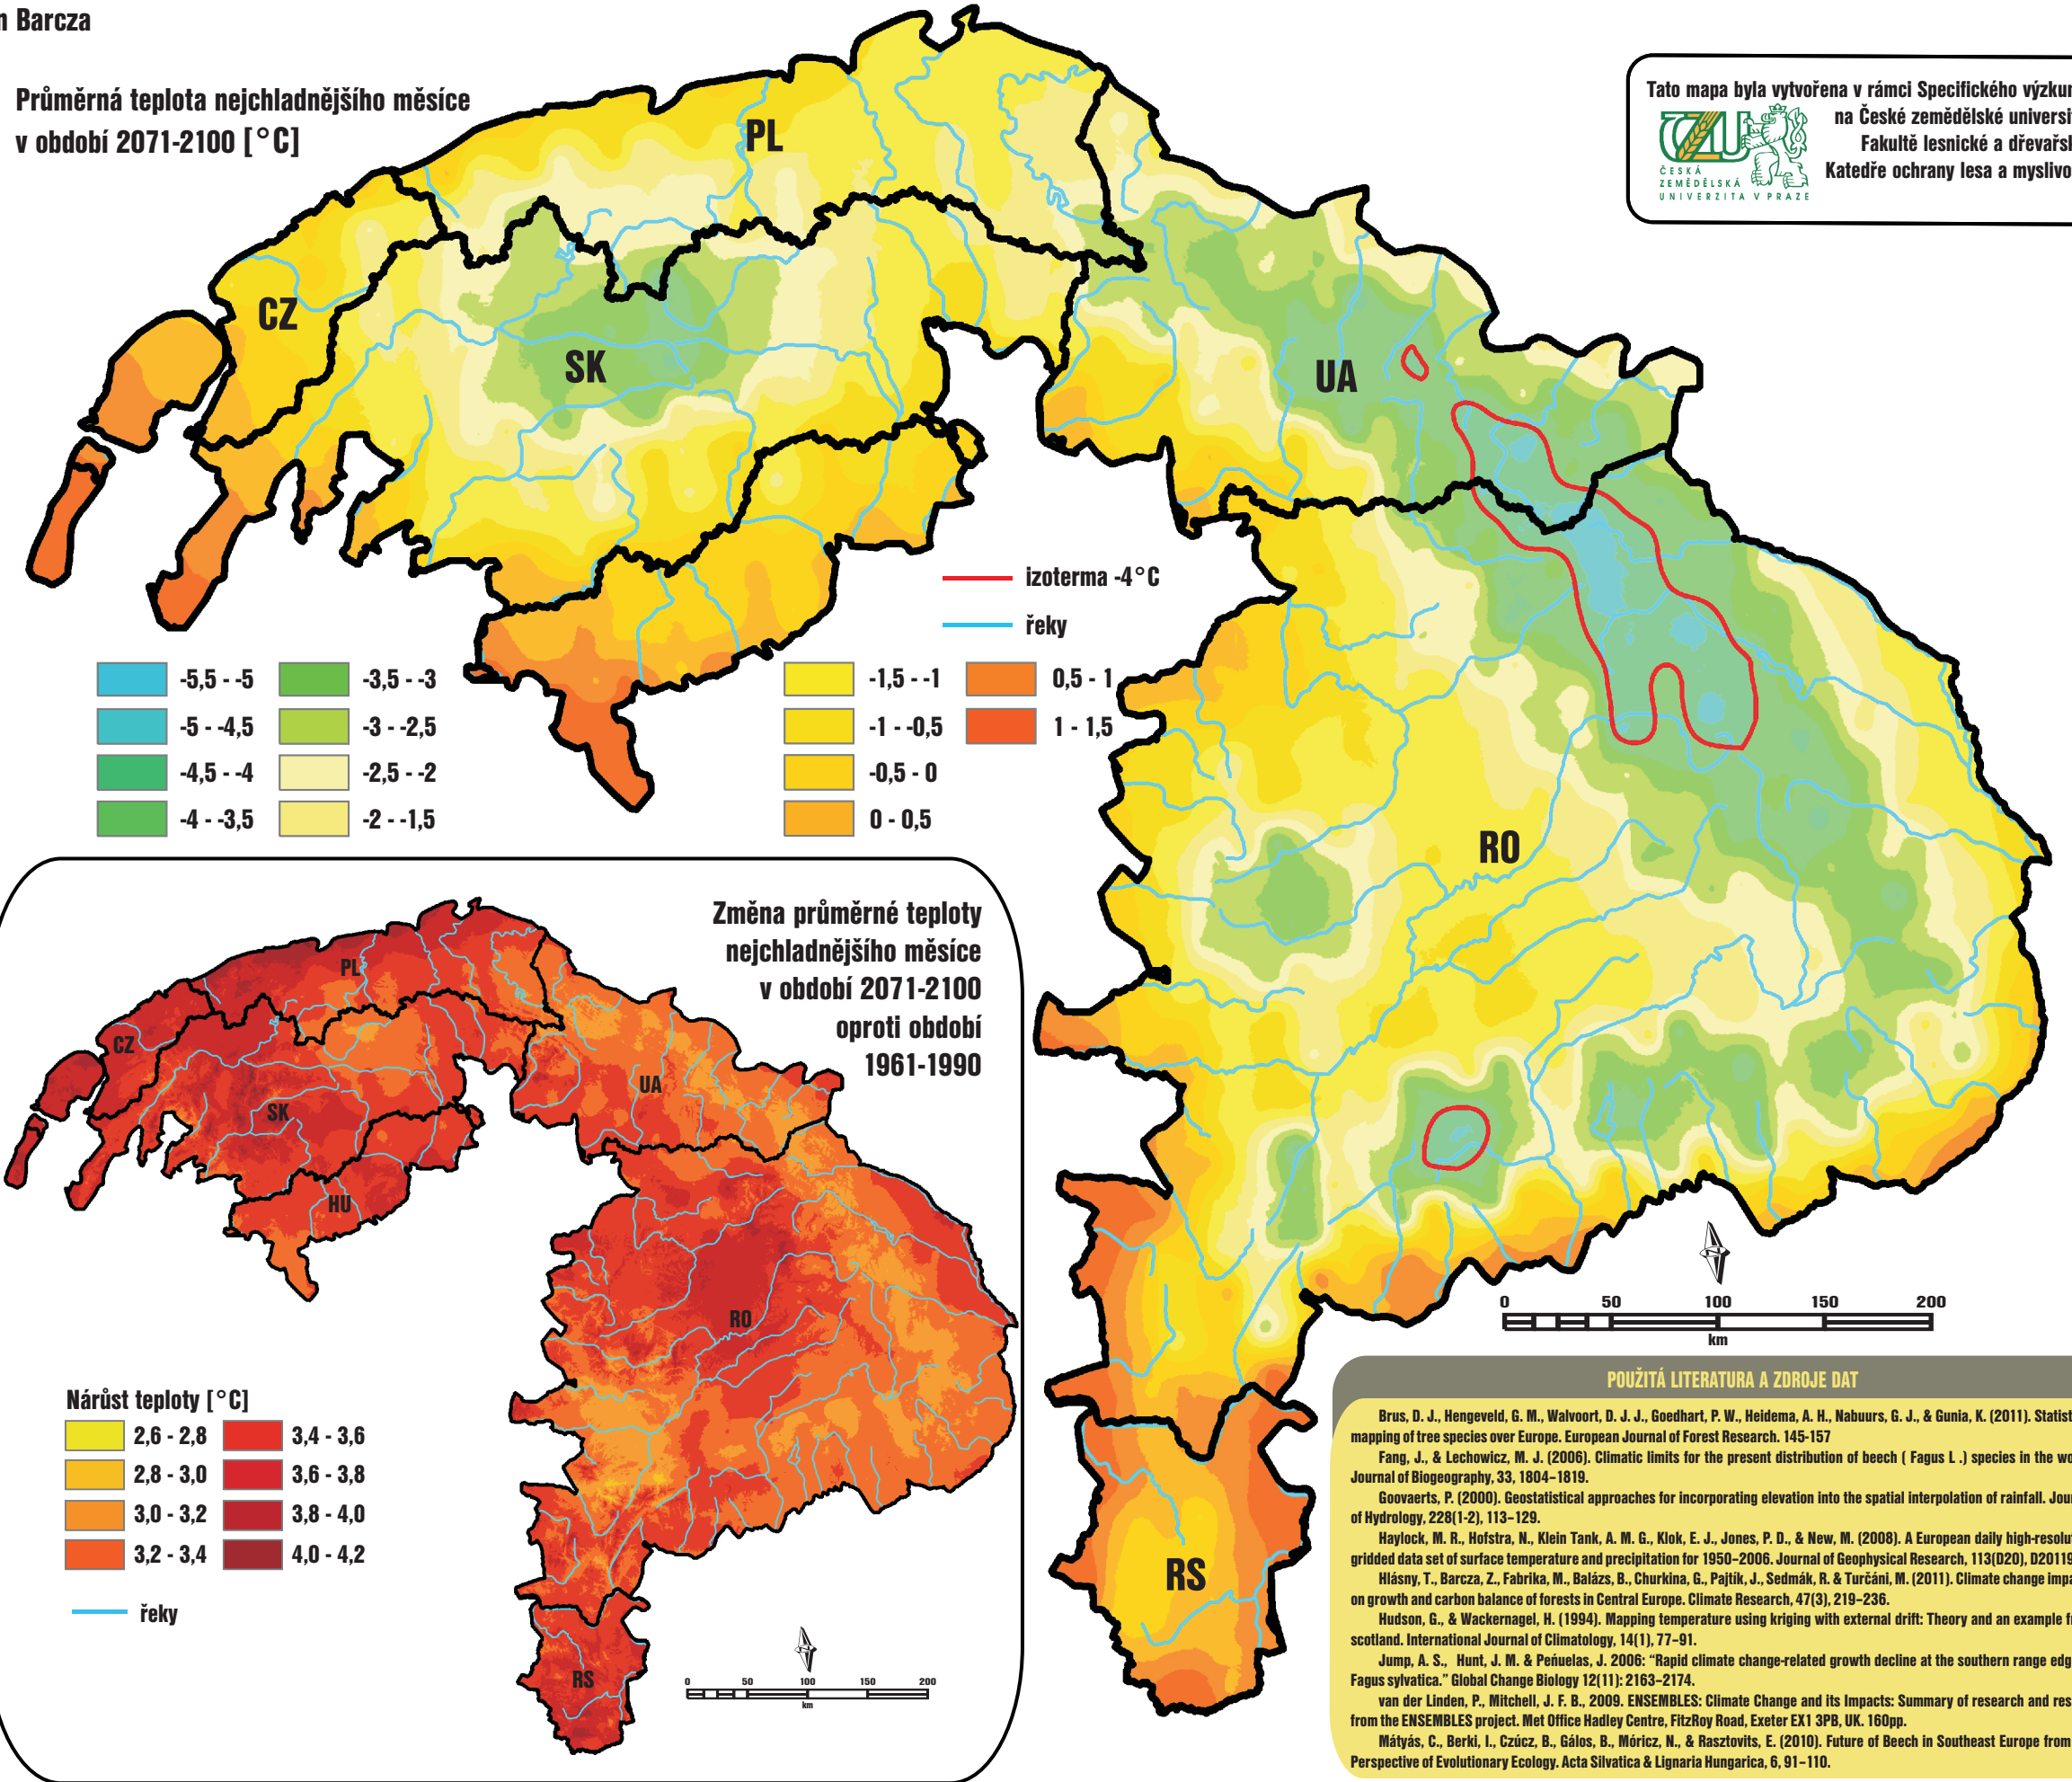 Barcza
Průměrná teplota nejchladnějšího měsíce
v období 2071-2100 [°C]
Tato mapa byla vytvořena v rámci Specifického
na České zemědělské
Fakultě lesnické a
Katedře ochrany lesa a
ČESKÁ
ZEMĚDĚLSKÁ
UNIVERZITA V PRAZE
PL
CZ
SK
UA
RO
RS
izoterma -4°C
řeky
-5,5 - -5
-5 - -4,5
-4,5 - -4
-4 - -3,5
-3,5 - -3
-3 - -2,5
-2,5 - -2
-2 - -1,5
-1,5 - -1
-1 - -0,5
-0,5 - 0
0 - 0,5
0,5 - 1
1 - 1,5
Změna průměrné teploty
nejchladnějšího měsíce
v období 2071-2100
oproti období
1961-1990
PL
CZ
SK
UA
HU
RO
RS
Nárůst teploty [°C]
2,6 - 2,8
2,8 - 3,0
3,0 - 3,2
3,2 - 3,4
3,4 - 3,6
3,6 - 3,8
3,8 - 4,0
4,0 - 4,2
řeky
0 50 100 150 200
km
0 50 100 150 200
km
POUŽITÁ LITERATURA A ZDROJE DAT
Brus, D. J., Hengeveld, G. M., Walvoort, D. J. J., Goedhart, P. W., Heidema, A. H., Nabuurs, G. J., & Gunia, K. (2011).
mapping of tree species over Europe. European Journal of Forest Research. 145-157
Fang, J., & Lechowicz, M. J. (2006). Climatic limits for the present distribution of beech ( Fagus L .) species in the
Journal of Biogeography, 33, 1804–1819.
Goovaerts, P. (2000). Geostatistical approaches for incorporating elevation into the spatial interpolation of rainfall.
of Hydrology, 228(1-2), 113–129.
Haylock, M. R., Hofstra, N., Klein Tank, A. M. G., Klok, E. J., Jones, P. D., & New, M. (2008). A European daily
gridded data set of surface temperature and precipitation for 1950–2006. Journal of Geophysical Research, 113(D20), D20119
Hlásny, T., Barcza, Z., Fabrika, M., Balázs, B., Churkina, G., Pajtík, J., Sedmák, R. & Turčáni, M. (2011). Climate change
on growth and carbon balance of forests in Central Europe. Climate Research, 47(3), 219–236.
Hudson, G., & Wackernagel, H. (1994). Mapping temperature using kriging with external drift: Theory and an example
scotland. International Journal of Climatology, 14(1), 77–91.
Jump, A. S., Hunt, J. M. & Peńuelas, J. 2006: “Rapid climate change-related growth decline at the southern range
Fagus sylvatica.” Global Change Biology 12(11): 2163–2174.
van der Linden, P., Mitchell, J. F. B., 2009. ENSEMBLES: Climate Change and its Impacts: Summary of research and
from the ENSEMBLES project. Met Office Hadley Centre, FitzRoy Road, Exeter EX1 3PB, UK. 160pp.
Mátyás, C., Berki, I., Czúcz, B., Gálos, B., Móricz, N., & Rasztovits, E. (2010). Future of Beech in Southeast Europe from
Perspective of Evolutionary Ecology. Acta Silvatica & Lignaria Hungarica, 6, 91–110.